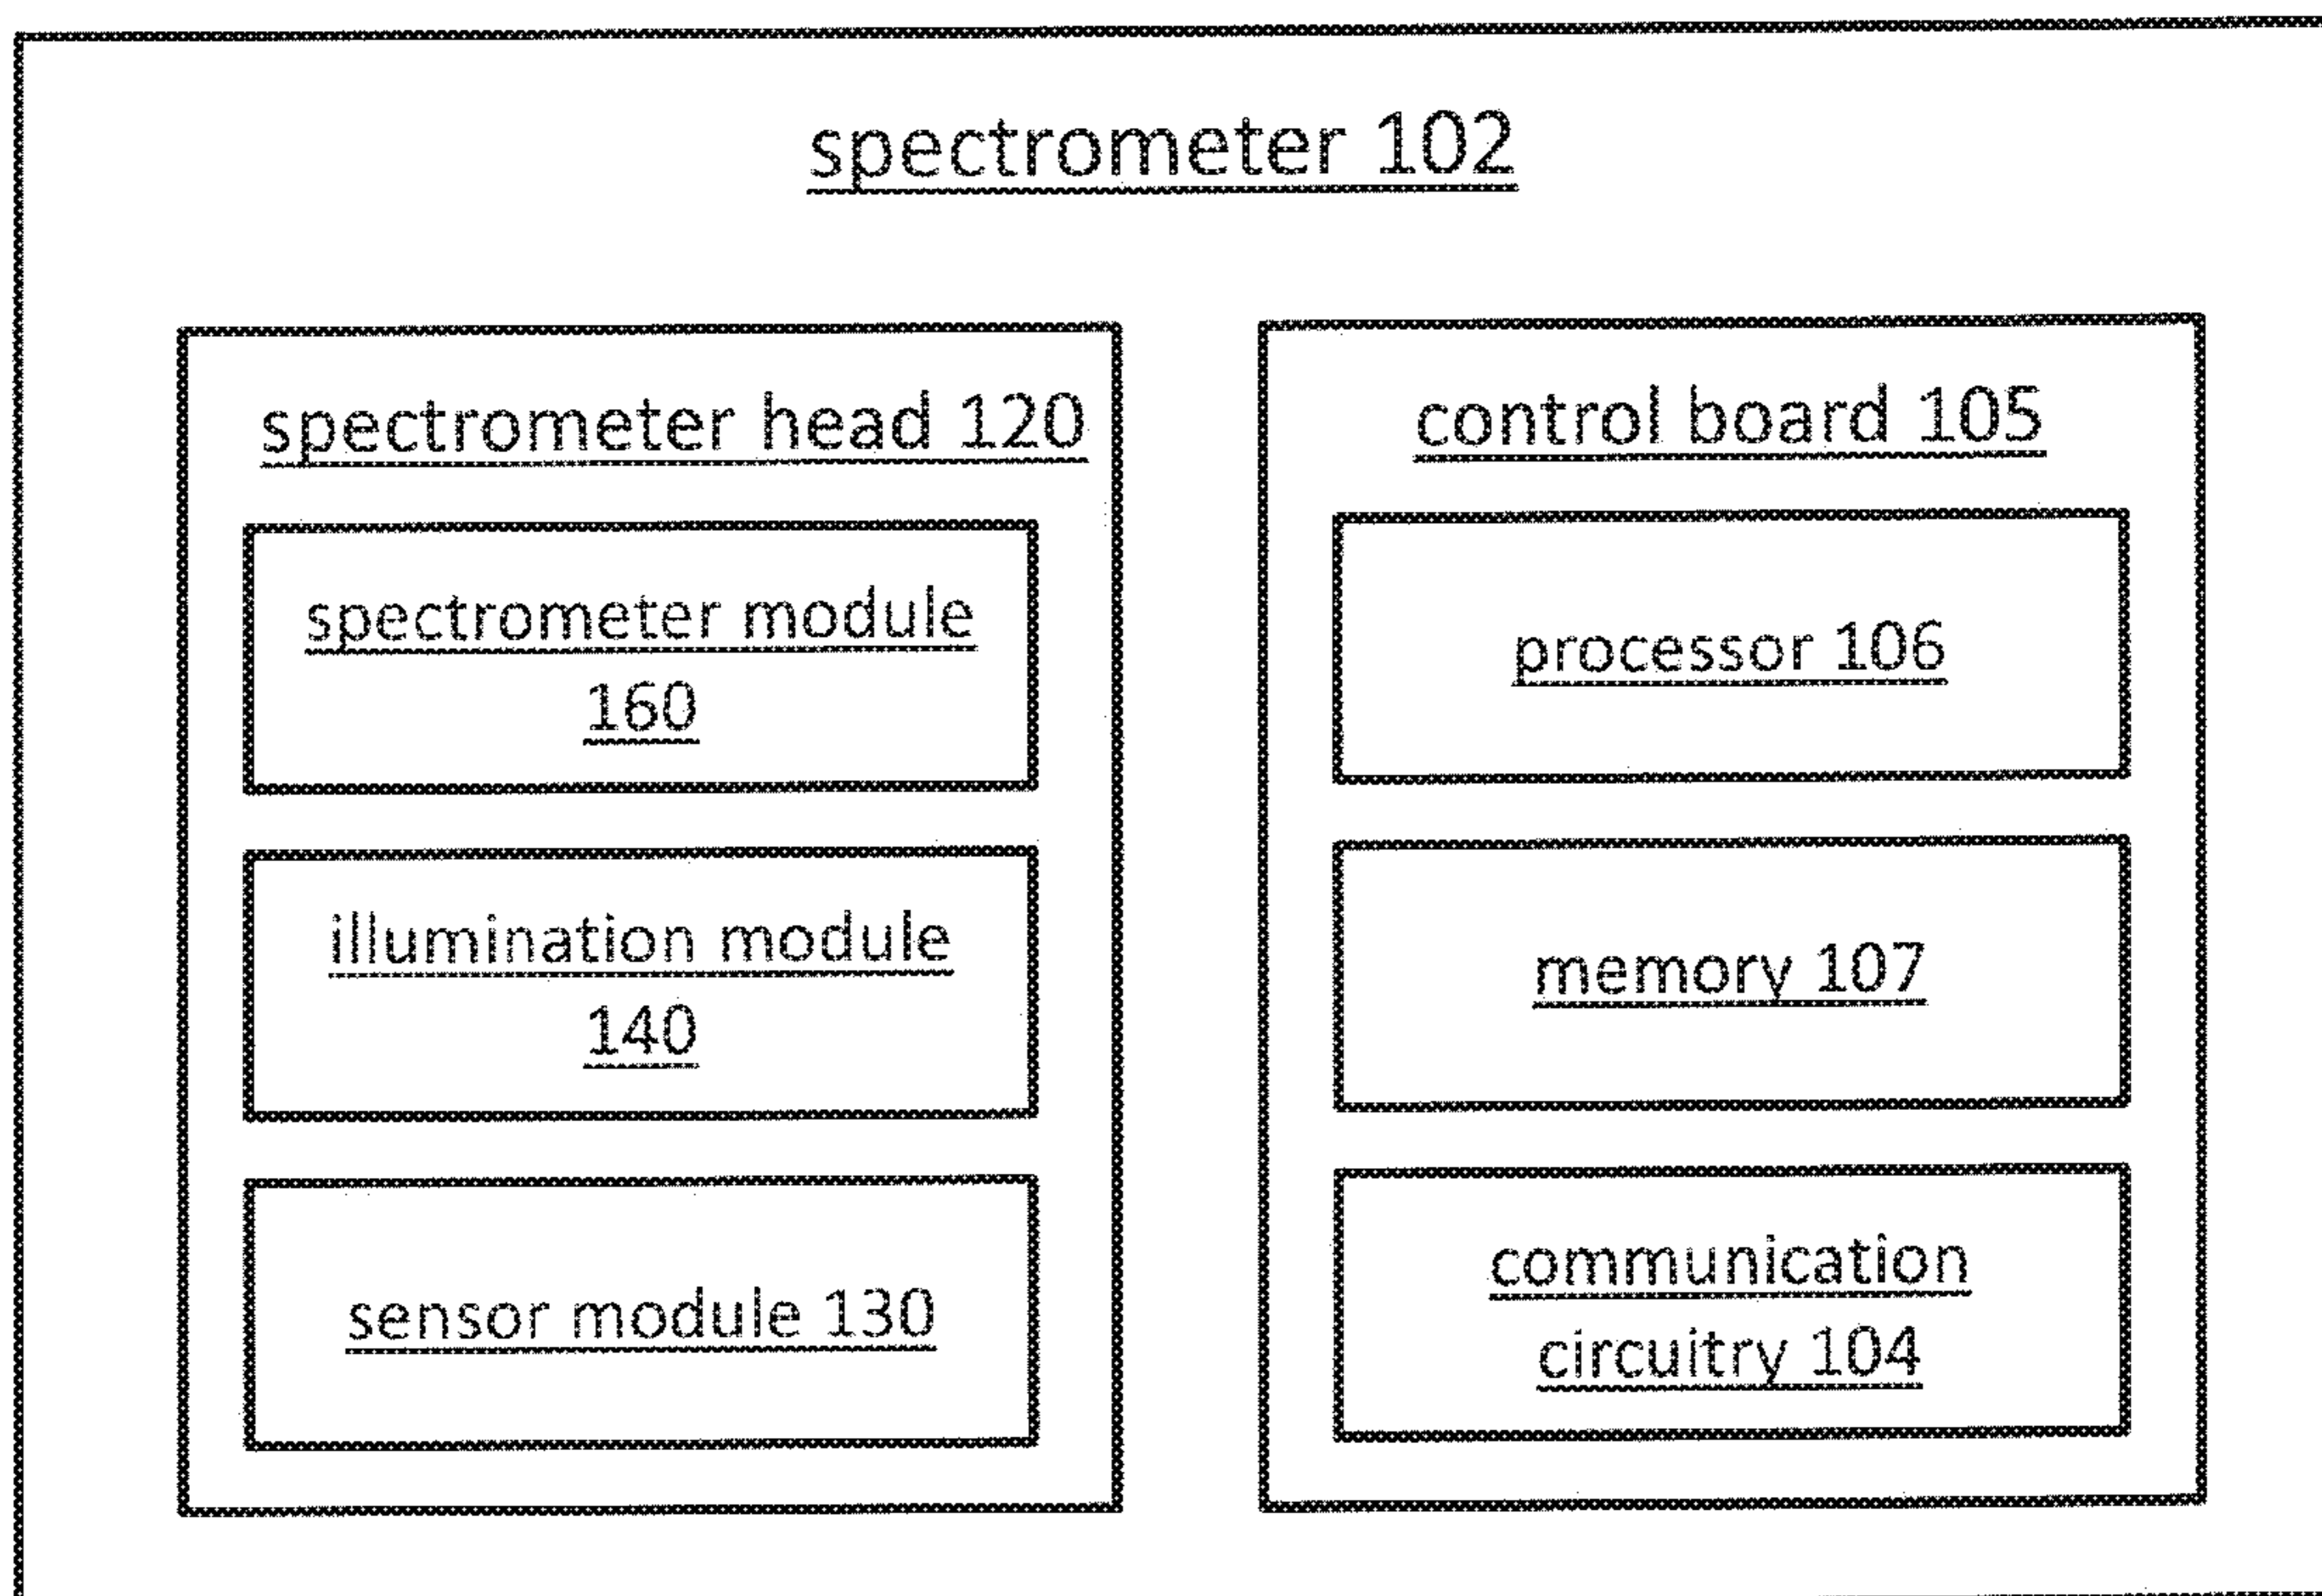 spectrometer 102
spectrometer head 120
spectrometer module
160
illumination module
140
sensor module 130
control board 105
processor 106
memory 107
communication
circuitry 104